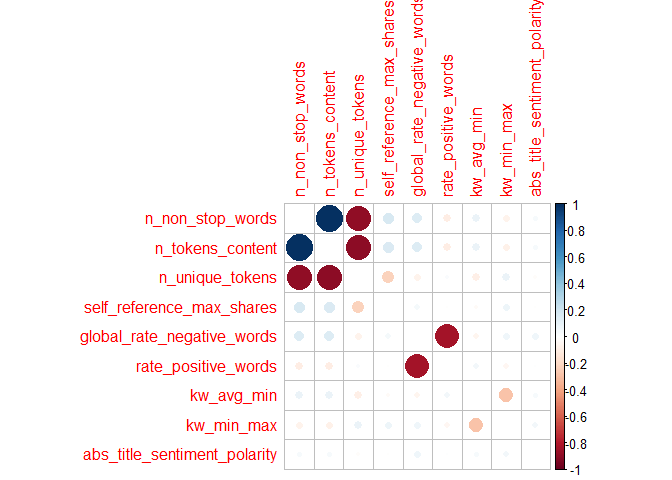 n_non_stop_words
n_tokens_content
n_unique_tokens
self_reference_max_shares
global_rate_negative_words
rate_positive_words
kw_avg_min
kw_min_max
abs_title_sentiment_polarity
n_non_stop_words
n_tokens_content
n_unique_tokens
self_reference_max_shares
global_rate_negative_words
rate_positive_words
kw_avg_min
kw_min_max
abs_title_sentiment_polarity
1
0.8
0.6
0.4
0.2
0
-0.2
-0.4
-0.6
-0.8
-1